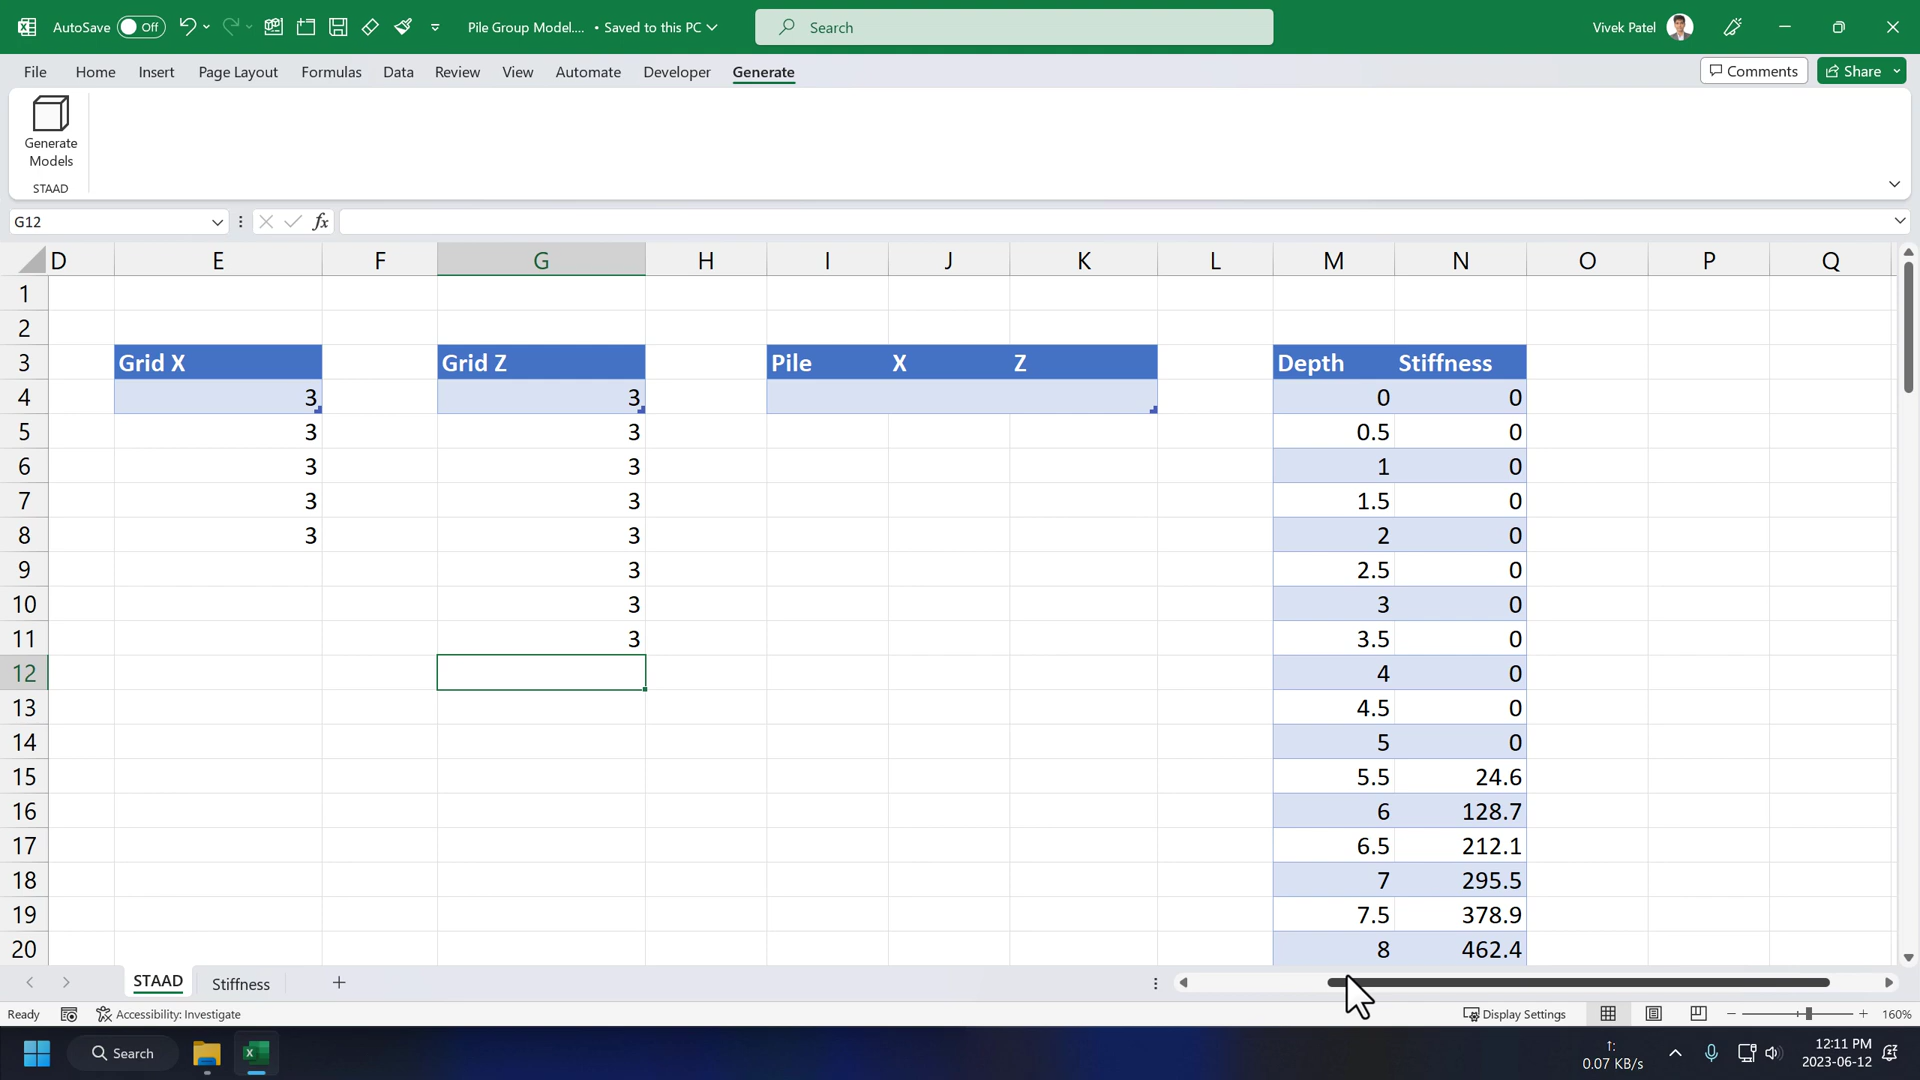 AutoSave Off Pile Group Model.... • Saved to this PC Search Vivek Patel
File Home Insert Page Layout Formulas Data Review View Automate Developer Generate Comments Share
Generate
Models
STAAD
G12 fx
D E F G H I J K L M N O P Q
1
2
3 Grid X Grid Z Pile X Z Depth Stiffness
4 3 3 0 0
5 3 3 0.5 0
6 3 3 1 0
7 3 3 1.5 0
8 3 3 2 0
9 3 2.5 0
10 3 3 0
11 3 3.5 0
12 4 0
13 4.5 0
14 5 0
15 5.5 24.6
16 6 128.7
17 6.5 212.1
18 7 295.5
19 7.5 378.9
20 8 462.4
STAAD Stiffness +
Ready Accessibility: Investigate Display Settings 160%
Search 0.07 KB/s 12:11 PM
2023-06-12